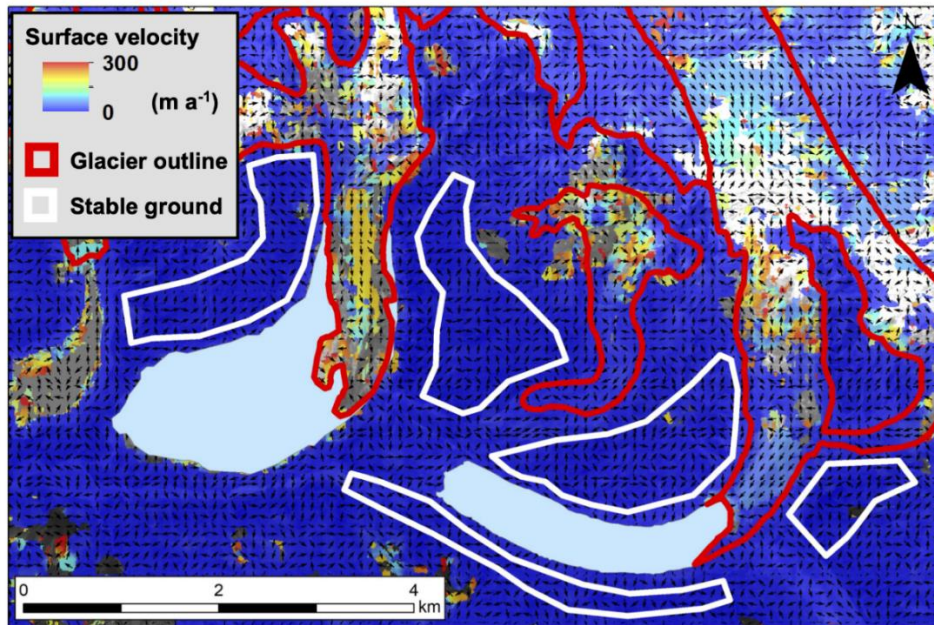 Surface velocity
300
0
(m a⁻¹)
Glacier outline
Stable ground
N
0 2 4
km